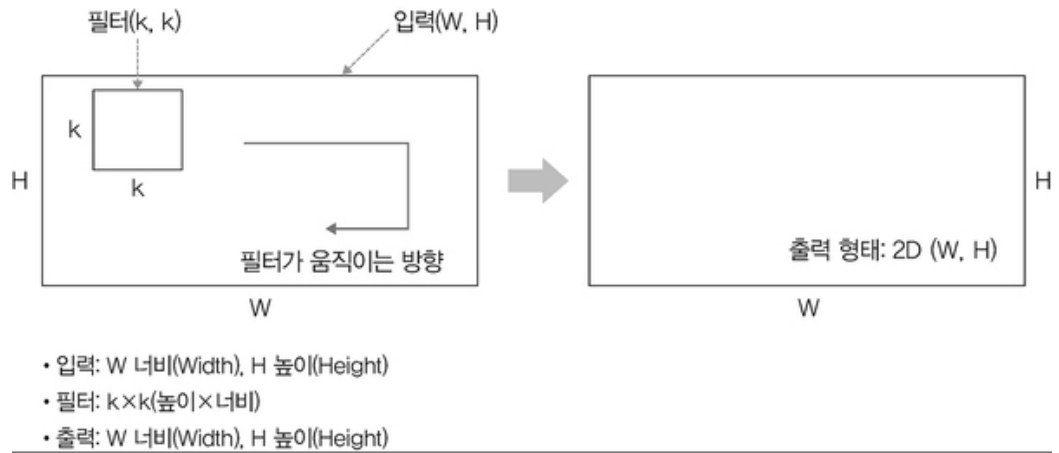 필터(k, k)
입력(W, H)
k
k
H
필터가 움직이는 방향
W
출력 형태: 2D (W, H)
H
W
• 입력: W 너비(Width), H 높이(Height)
• 필터: k×k(높이×너비)
• 출력: W 너비(Width), H 높이(Height)